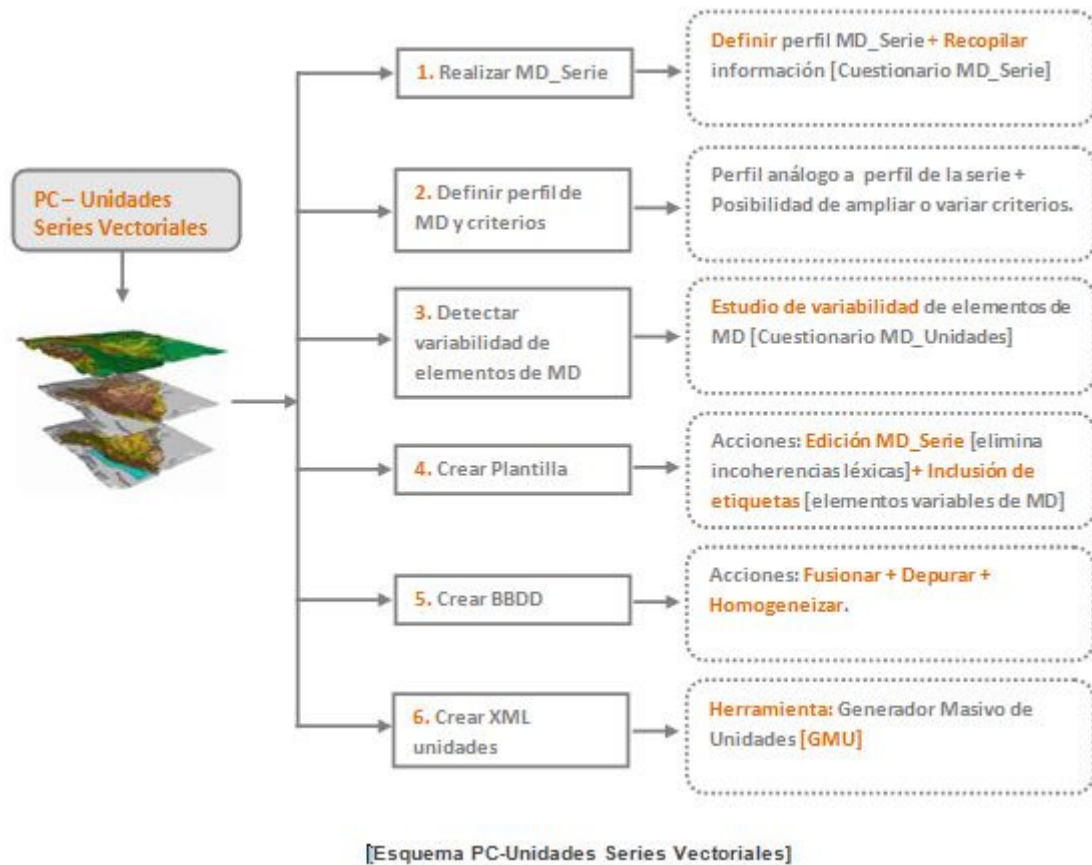 PC – Unidades
Series Vectoriales
1. Realizar MD_Serie
Definir perfil MD_Serie + Recopilar
información [Cuestionario MD_Serie]
2. Definir perfil de
MD y criterios
Perfil análogo a perfil de la serie +
Posibilidad de ampliar o variar criterios.
3. Detectar
variabilidad de
elementos de MD
Estudio de variabilidad de elementos de
MD [Cuestionario MD_Unidades]
4. Crear Plantilla
Acciones: Edición MD_Serie [elimina
incoherencias léxicas]+ Inclusión de
etiquetas [elementos variables de MD]
5. Crear BBDD
Acciones: Fusionar + Depurar +
Homogeneizar.
6. Crear XML
unidades
Herramienta: Generador Masivo de
Unidades [GMU]
[Esquema PC-Unidades Series Vectoriales]